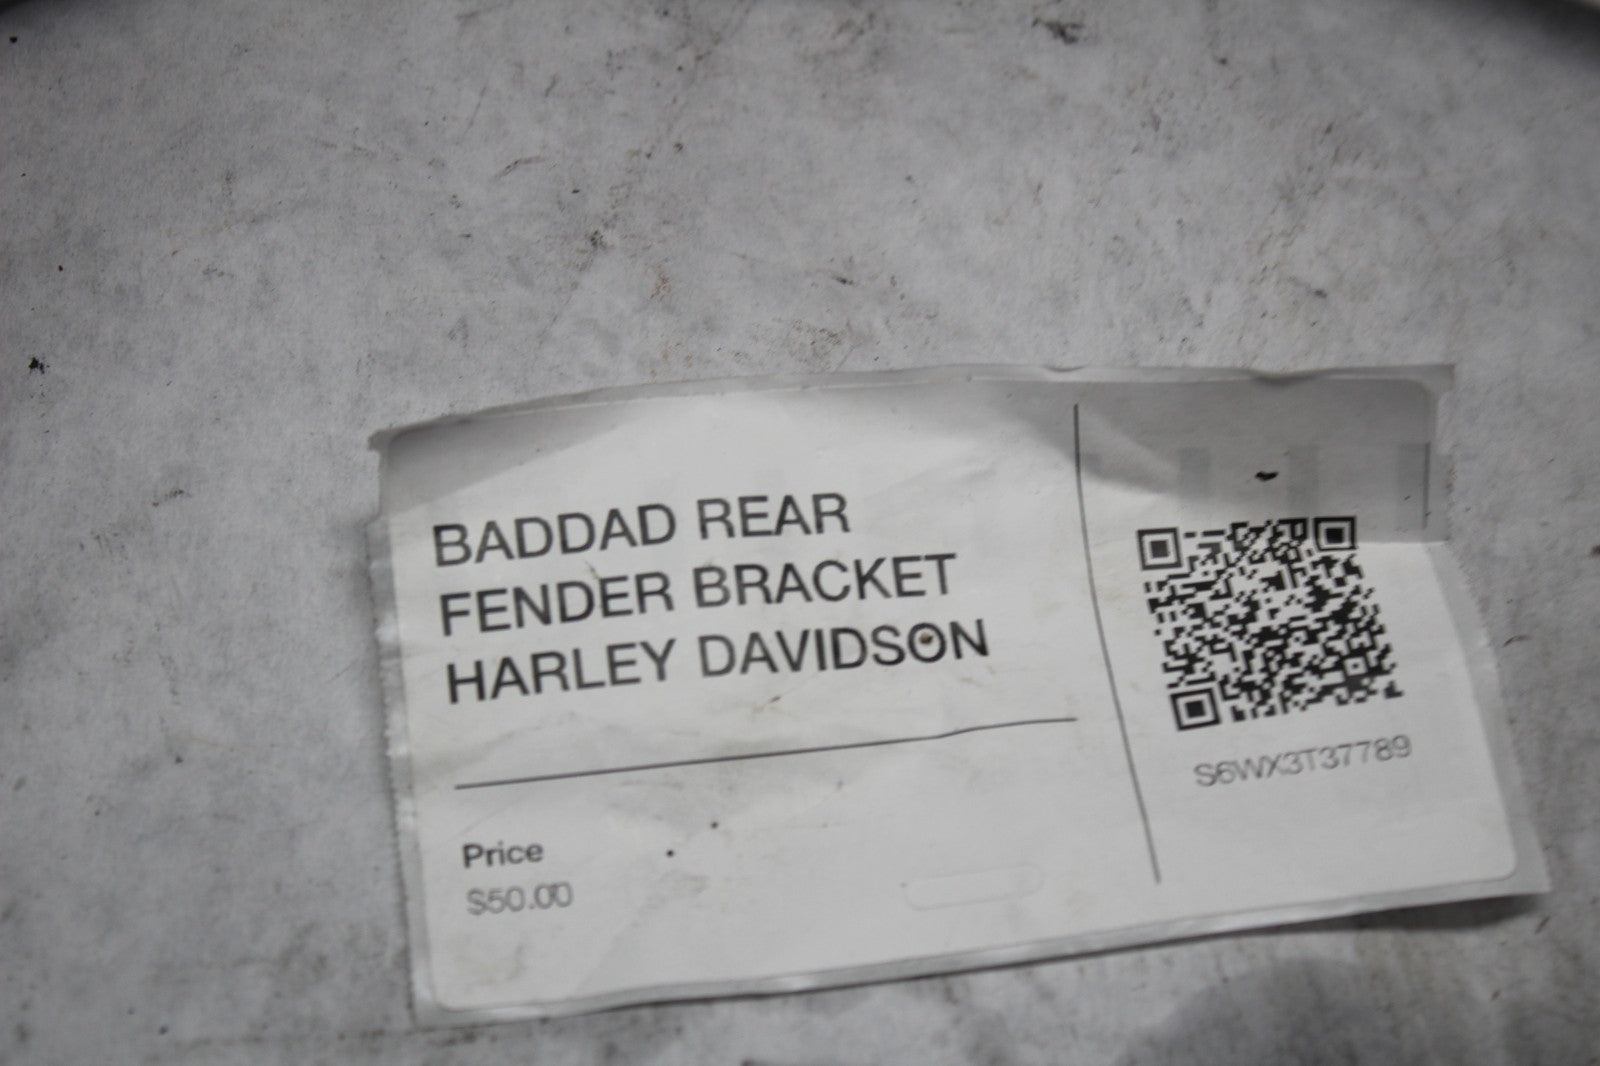 BADDAD REAR
FENDER BRACKET
HARLEY DAVIDSON
Price
$50.00
S6WX3T37789